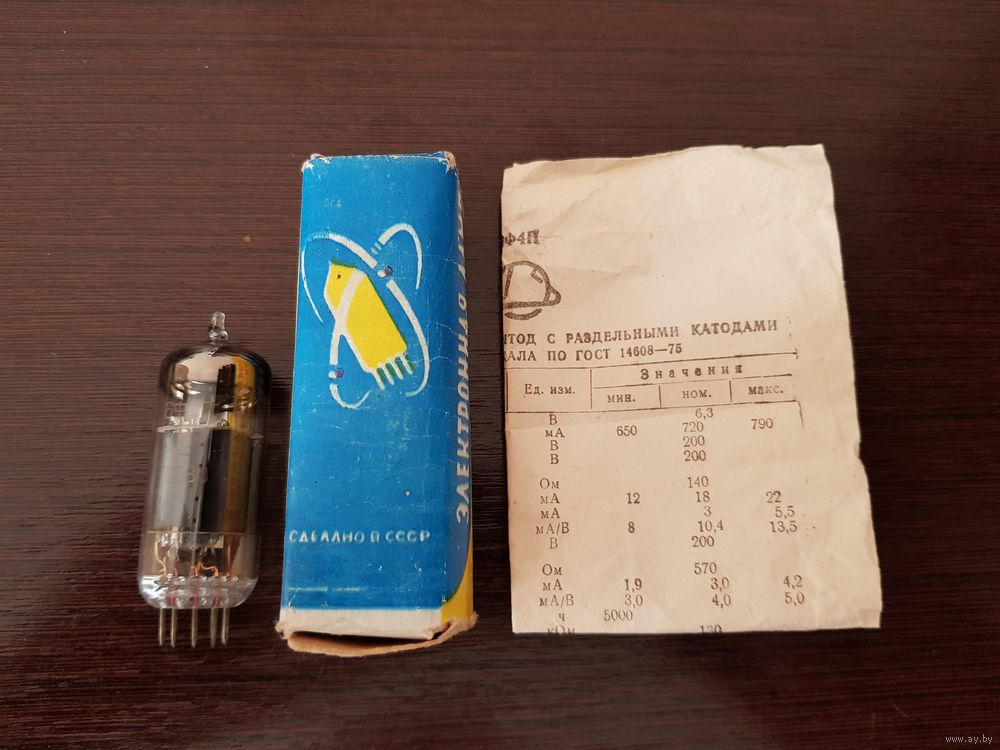 СДЕЛАНО В СССР
ЭЛЕКТРОННАЯ
Ф4П
ТОД С РАЗДЕЛЬНЫМИ КАТОДАМИ
АЛА ПО ГОСТ 14608—75
Ед. изм. Значения
мин. ном. макс.
В 6,3
мА 650 720 790
В 200
В 200
Ом 140
мА 12 18 22
мА 3 5,5
мА/В 8 10,4 13,5
В 200
Ом 570
мА 1,9 3,0 4,2
мА/В 3,0 4,0 5,0
ч 5000
кОм 130
www.ay.by